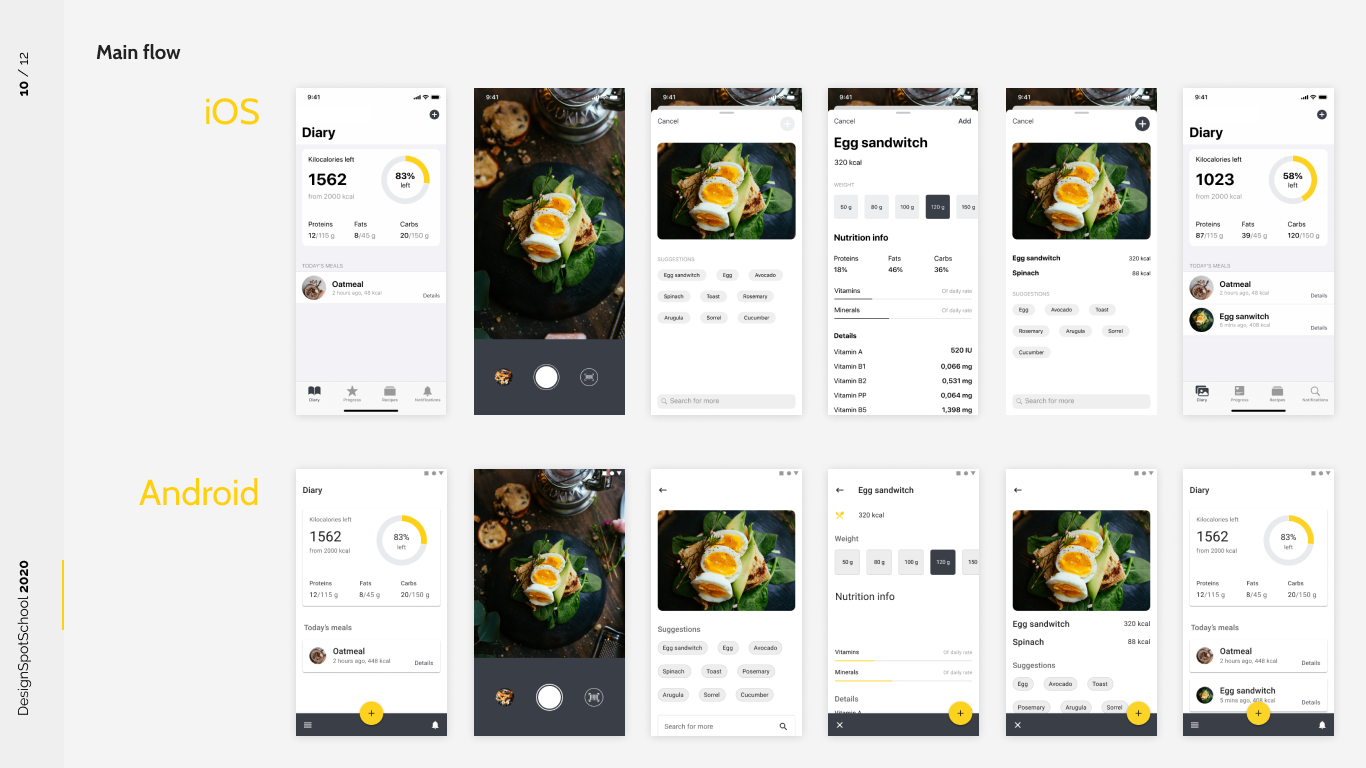 10 / 12
DesignSpotSchool 2020
Main flow
iOS
9:41
Diary
Kilocalories left
1562
from 2000 kcal
83%
left
Proteins Fats Carbs
12/115 g 8/45 g 20/150 g
TODAY'S MEALS
Oatmeal
2 hours ago, 48 kcal
Details
Diary Progress Recipes Notifications
9:41
9:41
Cancel
SUGGESTIONS
Egg sandwitch Egg Avocado
Spinach Toast Rosemary
Arugula Sorrel Cucumber
Search for more
9:41
Cancel Add
Egg sandwitch
320 kcal
WEIGHT
50 g 80 g 100 g 120 g 150 g
Nutrition info
Proteins Fats Carbs
18% 46% 36%
Vitamins Of daily rate
Minerals Of daily rate
Details
Vitamin A 520 IU
Vitamin B1 0,066 mg
Vitamin B2 0,531 mg
Vitamin PP 0,064 mg
Vitamin B5 1,398 mg
9:41
Cancel
Egg sandwitch 320 kcal
Spinach 88 kcal
SUGGESTIONS
Egg Avocado Toast
Rosemary Arugula Sorrel
Cucumber
Search for more
9:41
Diary
Kilocalories left
1023
from 2000 kcal
58%
left
Proteins Fats Carbs
87/115 g 39/45 g 120/150 g
TODAY'S MEALS
Oatmeal
2 hours ago, 48 kcal
Details
Egg sanwitch
5 mins ago, 408 kcal
Details
Diary Progress Recipes Notifications
Android
Diary
Kilocalories left
1562
from 2000 kcal
83%
left
Proteins Fats Carbs
12/115 g 8/45 g 20/150 g
Today's meals
Oatmeal
2 hours ago, 448 kcal
Details
Suggestions
Egg sandwitch Egg Avocado
Spinach Toast Posemary
Arugula Sorrel Cucumber
Search for more
Egg sandwitch
320 kcal
Weight
50 g 80 g 100 g 120 g 150
Nutrition info
Vitamins Of daily rate
Minerals Of daily rate
Details
Egg sandwitch 320 kcal
Spinach 88 kcal
Suggestions
Egg Avocado Toast
Posemary Arugula Sorrel
Diary
Kilocalories left
1562
from 2000 kcal
83%
left
Proteins Fats Carbs
12/115 g 8/45 g 20/150 g
Today's meals
Oatmeal
2 hours ago, 448 kcal
Details
Egg sandwitch
5 mins ago, 408 kcal
Details